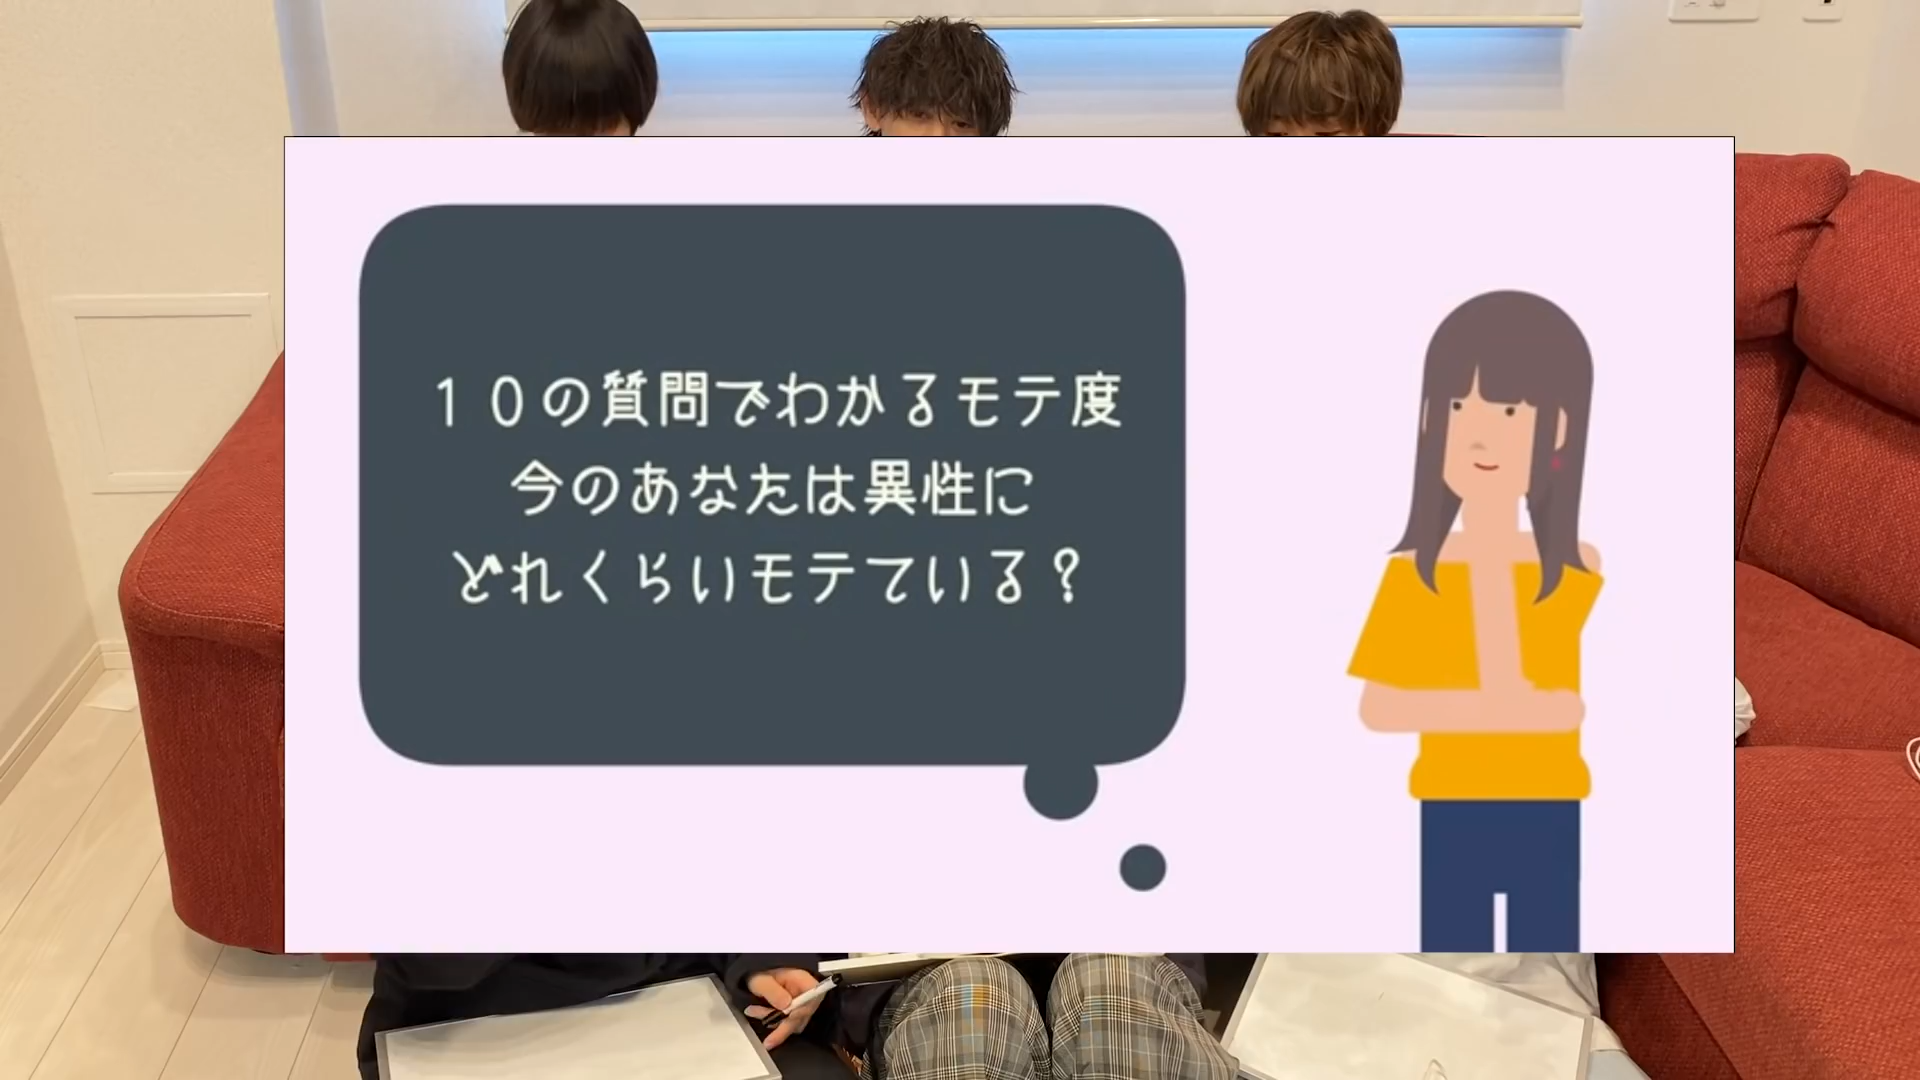 10の質問でわかるモテ度
今のあなたは異性に
どれくらいモテている?